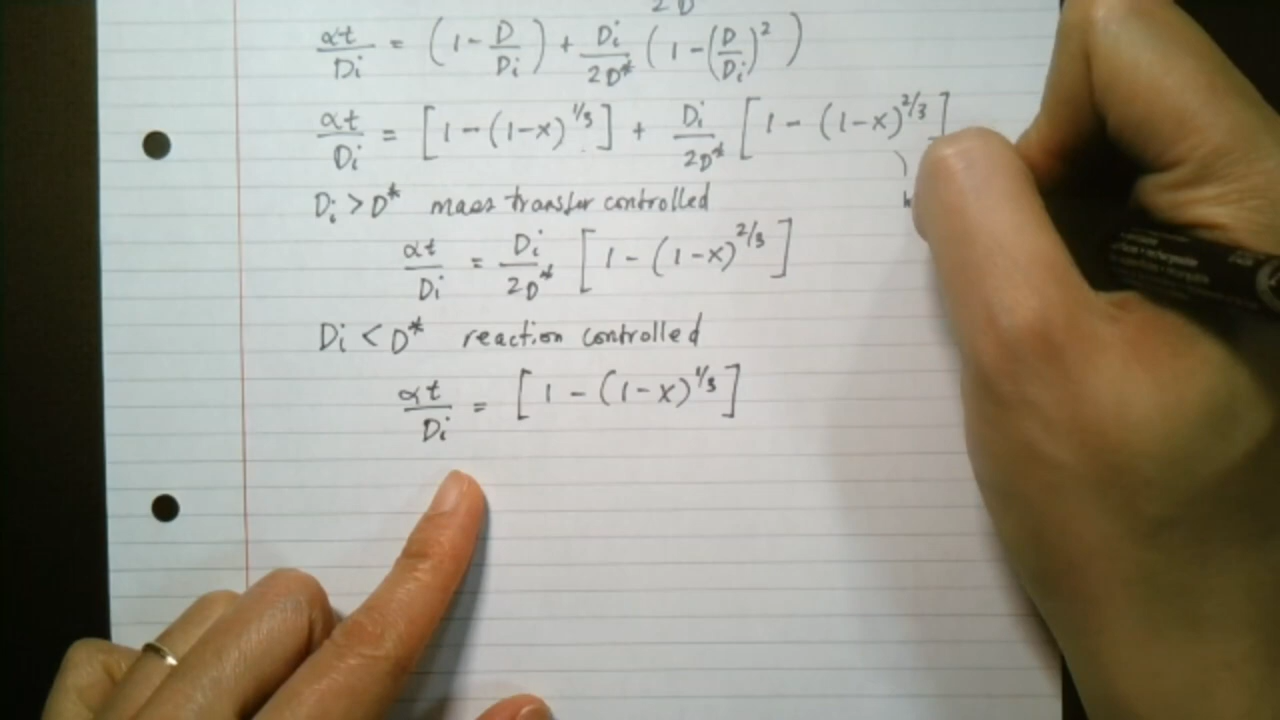 2D
αt/Di = (1 - D/Di) + Di/2D* (1 - (D/Di)²)
αt/Di = [1 - (1-x)^1/3] + Di/2D* [1 - (1-x)^2/3]
Di > D* mass transfer controlled
αt/Di = Di/2D* [1 - (1-x)^2/3]
Di < D* reaction controlled
αt/Di = [1 - (1-x)^1/3]